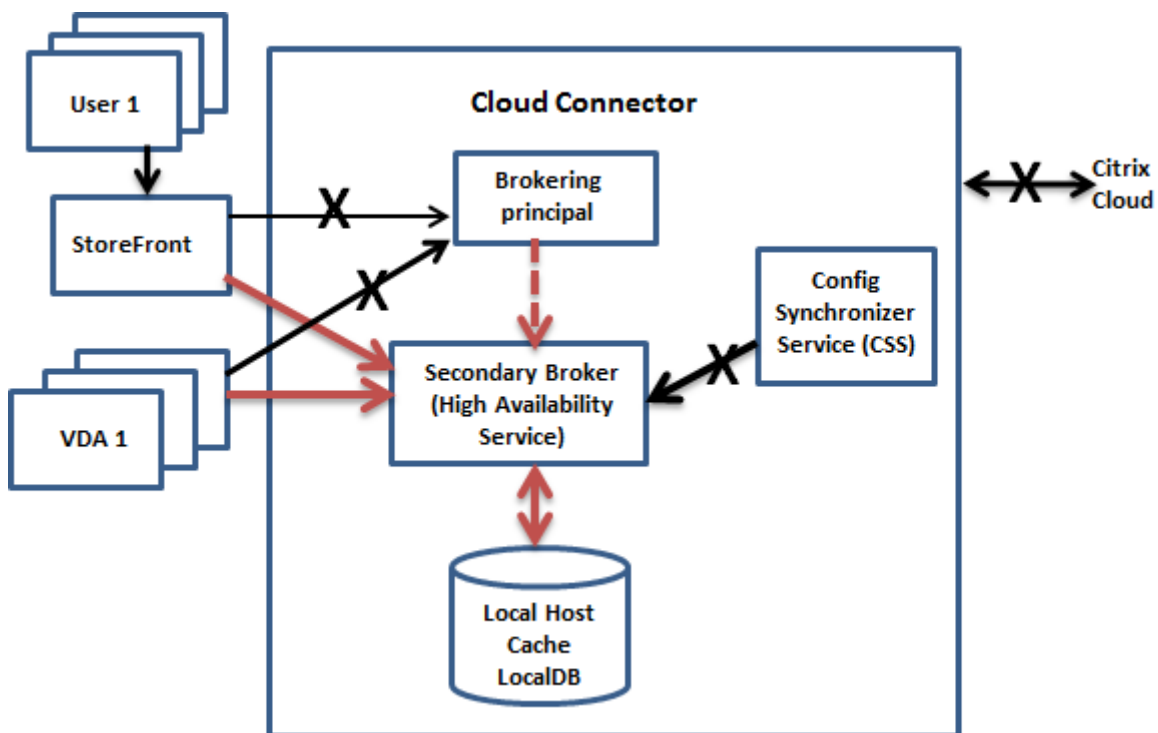 User 1
Cloud Connector
Brokering
principal
X
X
Citrix
Cloud
StoreFront
X
Config
Synchronizer
Service (CSS)
X
Secondary Broker
(High Availability
Service)
VDA 1
Local Host
Cache
LocalDB